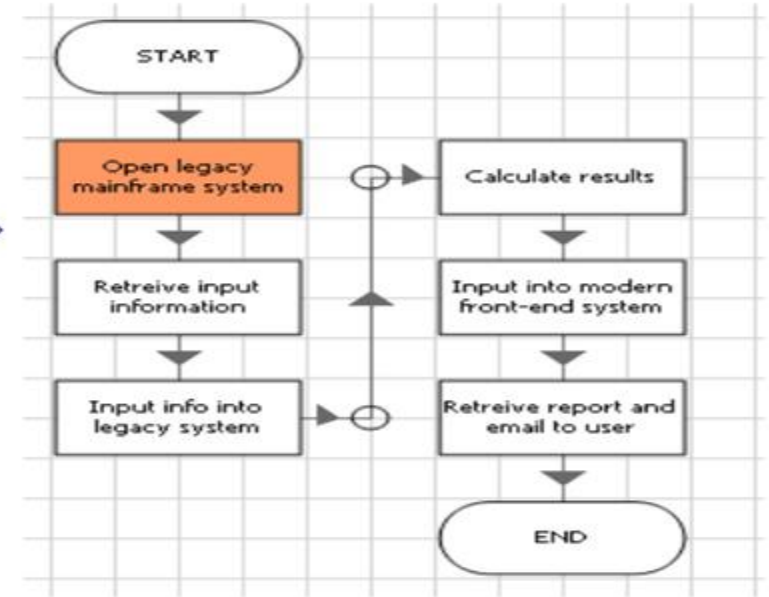 START
Open legacy
mainframe system
Retreive input
information
Input info into
legacy system
Calculate results
Input into modern
front-end system
Retreive report and
email to user
END